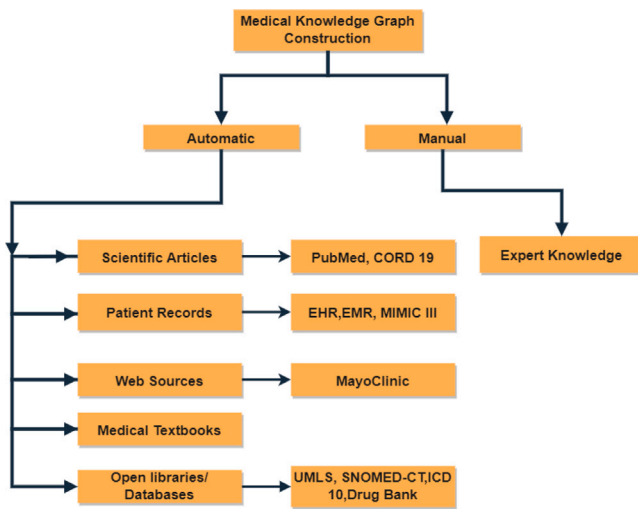 Medical Knowledge Graph
Construction
Automatic
Manual
Scientific Articles
PubMed, CORD 19
Expert Knowledge
Patient Records
EHR,EMR, MIMIC III
Web Sources
MayoClinic
Medical Textbooks
Open libraries/
Databases
UMLS, SNOMED-CT,ICD
10,Drug Bank